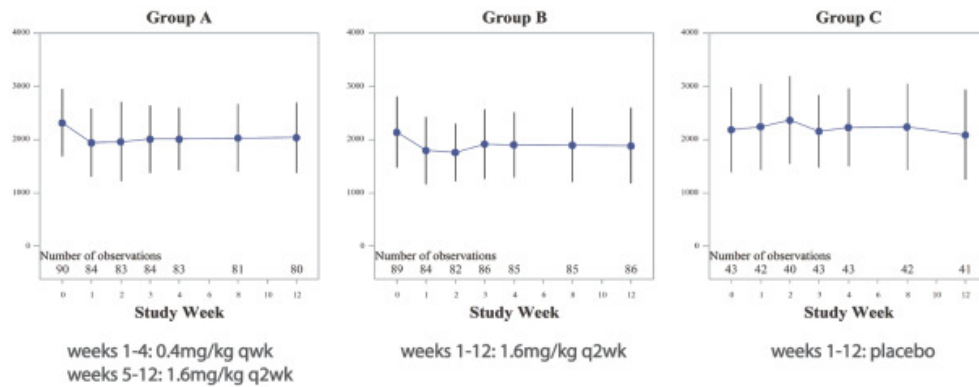 Group A
4000
3000
2000
1000
0
Number of observations
90 84 83 84 83 81 80
0 1 2 3 4 6 8 10 12
Study Week
weeks 1-4: 0.4mg/kg qwk
weeks 5-12: 1.6mg/kg q2wk
Group B
4000
3000
2000
1000
0
Number of observations
89 84 82 86 85 85 86
0 1 2 3 4 6 8 10 12
Study Week
weeks 1-12: 1.6mg/kg q2wk
Group C
4000
3000
2000
1000
0
Number of observations
43 42 40 43 43 42 41
0 1 2 3 4 6 8 10 12
Study Week
weeks 1-12: placebo